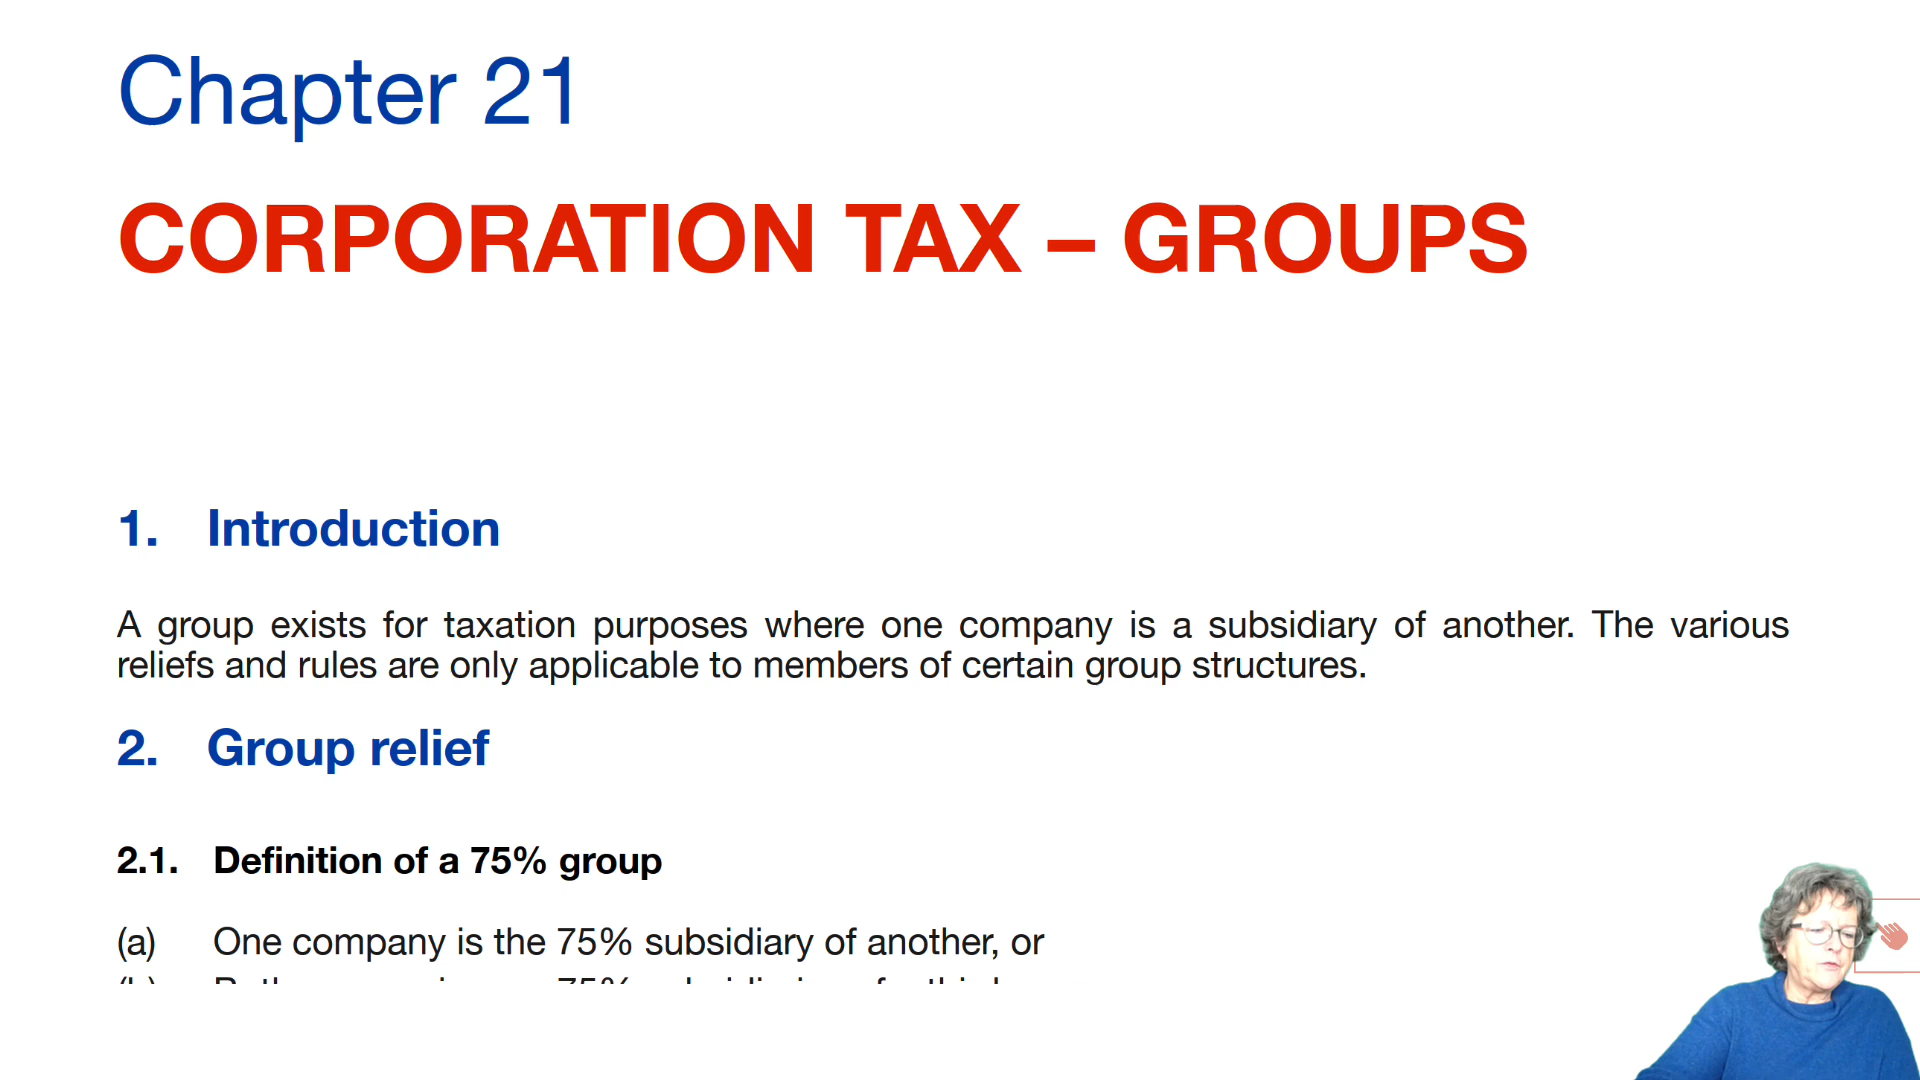 Chapter 21
CORPORATION TAX – GROUPS
1. Introduction
A group exists for taxation purposes where one company is a subsidiary of another. The various
reliefs and rules are only applicable to members of certain group structures.
2. Group relief
2.1. Definition of a 75% group
(a) One company is the 75% subsidiary of another, or